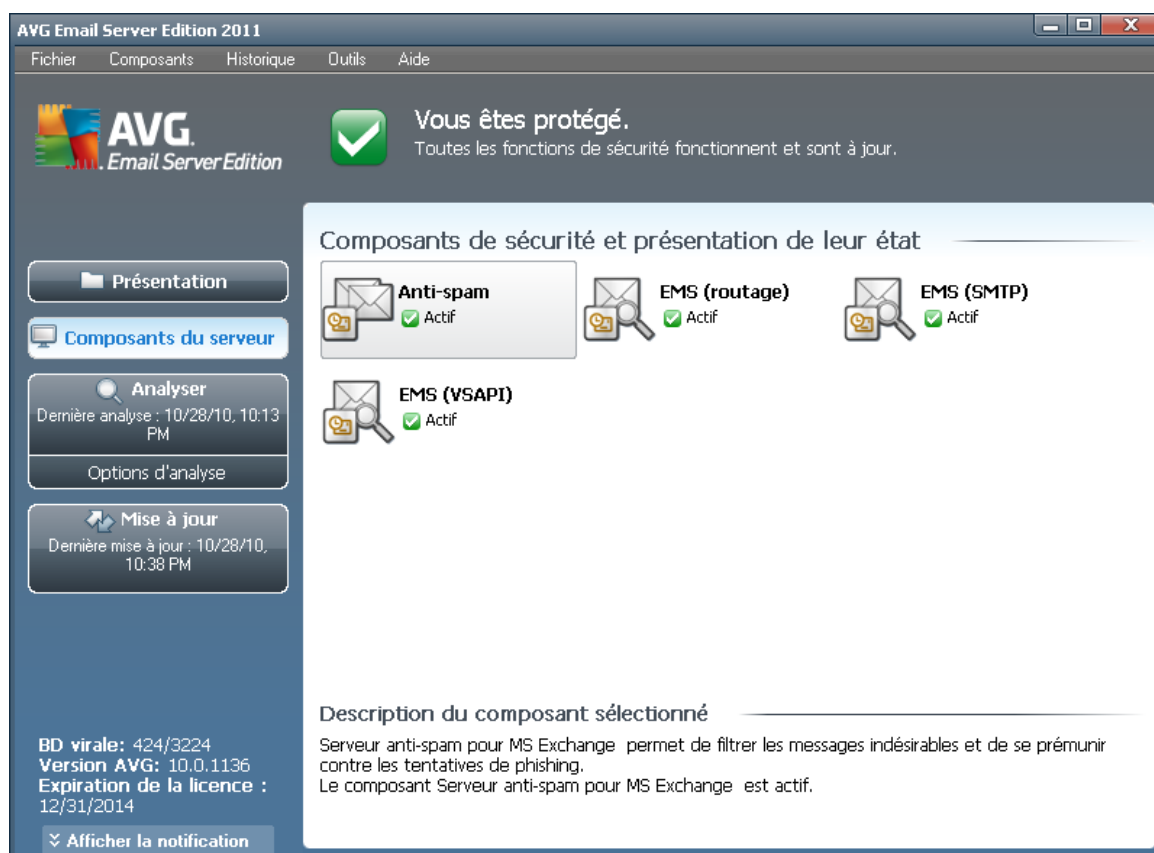 AVG Email Server Edition 2011
Fichier Composants Historique Outils Aide
AVG.
Email Server Edition
Vous êtes protégé.
Toutes les fonctions de sécurité fonctionnent et sont à jour.
Composants de sécurité et présentation de leur état
Présentation
Composants du serveur
Analyser
Dernière analyse : 10/28/10, 10:13
PM
Options d'analyse
Mise à jour
Dernière mise à jour : 10/28/10,
10:38 PM
Anti-spam
Actif
EMS (routage)
Actif
EMS (SMTP)
Actif
EMS (VSAPI)
Actif
Description du composant sélectionné
Serveur anti-spam pour MS Exchange permet de filtrer les messages indésirables et de se prémunir
contre les tentatives de phishing.
Le composant Serveur anti-spam pour MS Exchange est actif.
BD virale: 424/3224
Version AVG: 10.0.1136
Expiration de la licence :
12/31/2014
Afficher la notification